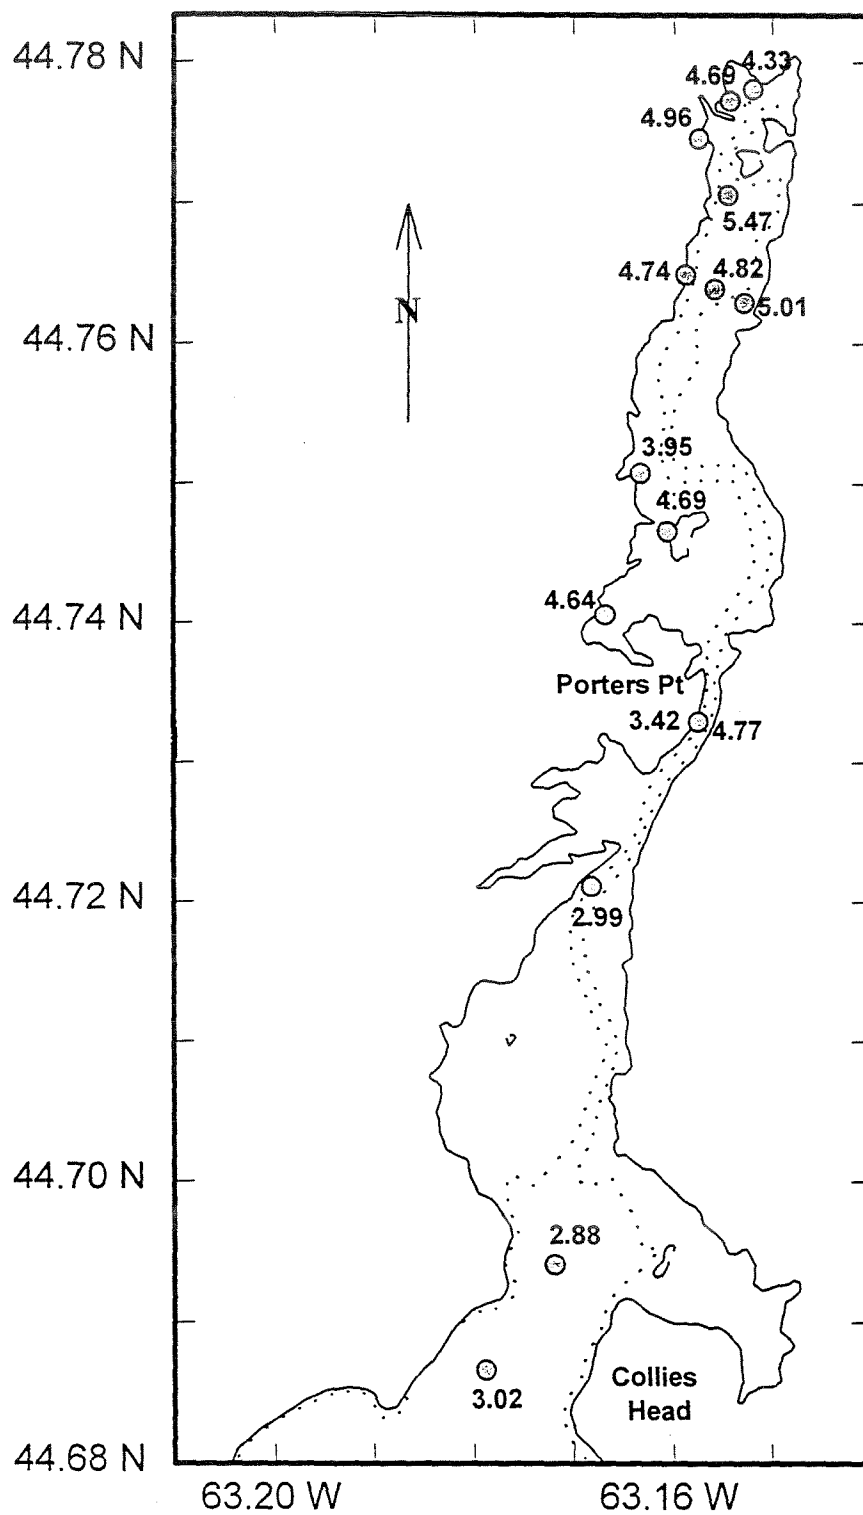 44.78 N
4.33
4.69
4.96
5.47
4.74
4.82
N
5.01
44.76 N
3.95
4.69
4.64
44.74 N
Porters Pt
3.42
4.77
44.72 N
2.99
44.70 N
2.88
Collies
Head
3.02
44.68 N
63.20 W
63.16 W